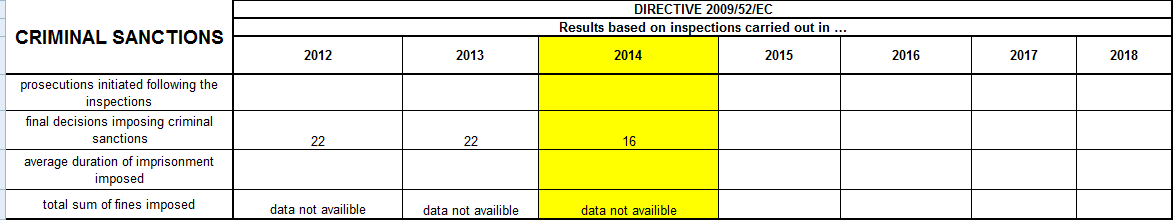 DIRECTIVE 2009/52/EC
CRIMINAL SANCTIONS
Results based on inspections carried out in ...
2012 2013 2014 2015 2016 2017 2018
prosecutions initiated following the
inspections
final decisions imposing criminal
sanctions 22 22 16
average duration of imprisonment
imposed
total sum of fines imposed data not availible data not availible data not availible